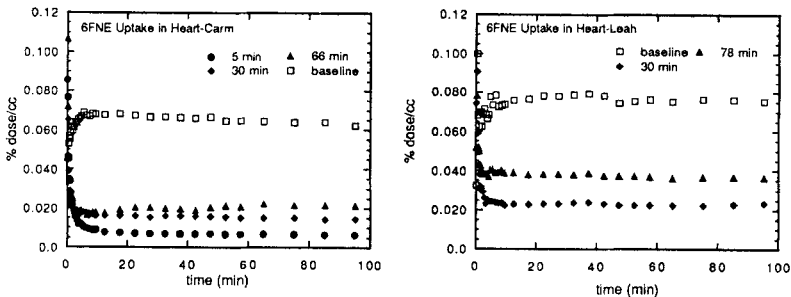 6FNE Uptake in Heart-Carm
5 min 66 min
30 min baseline
0.12
0.100
0.080
0.060
0.040
0.020
0.0
% dose/cc
0 20 40 60 80 100
time (min)
6FNE Uptake in Heart-Leah
baseline 78 min
30 min
0.12
0.100
0.080
0.060
0.040
0.020
0.00
% dose/cc
0 20 40 60 80 100
time (min)